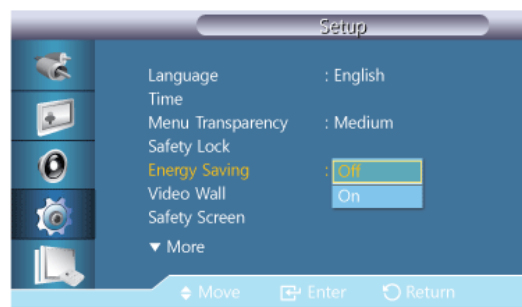 Setup
Language : English
Time
Menu Transparency : Medium
Safety Lock
Energy Saving : Off
Video Wall On
Safety Screen
▼ More
Move Enter Return